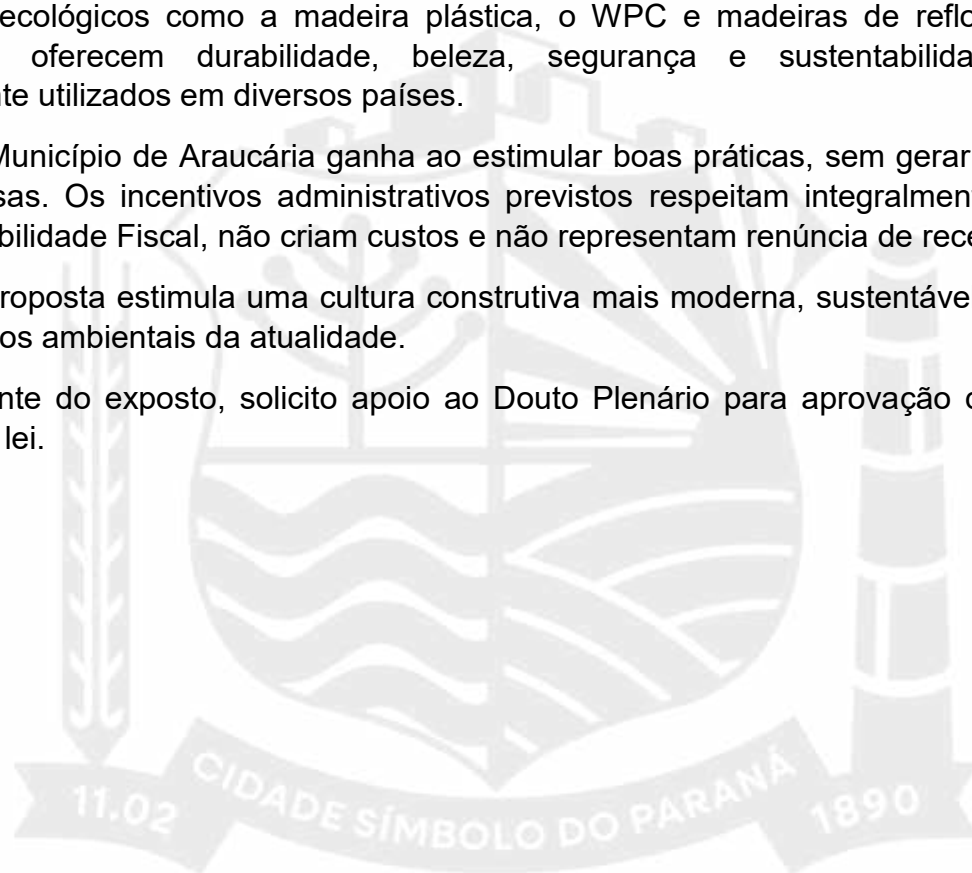 ecológicos como a madeira plástica, o WPC e madeiras de reflo
oferecem durabilidade, beleza, segurança e sustentabilida
te utilizados em diversos países.
Município de Araucária ganha ao estimular boas práticas, sem gerar
sas. Os incentivos administrativos previstos respeitam integralmen
bilidade Fiscal, não criam custos e não representam renúncia de rece
roposta estimula uma cultura construtiva mais moderna, sustentáve
os ambientais da atualidade.
nte do exposto, solicito apoio ao Douto Plenário para aprovação
lei.
11.02 CIDADE SÍMBOLO DO PARANÁ 1890